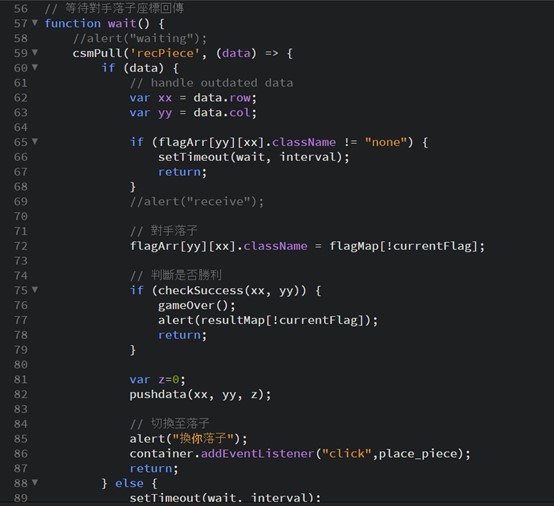 56 // 等待對手落子座標回傳
57 function wait() {
58 //alert("waiting");
59 csmPull('recPiece', (data) => {
60 if (data) {
61 // handle outdated data
62 var xx = data.row;
63 var yy = data.col;
64
65 if (flagArr[yy][xx].className != "none") {
66 setTimeout(wait, interval);
67 return;
68 }
69 //alert("receive");
70
71 // 對手落子
72 flagArr[yy][xx].className = flagMap[!currentFlag];
73
74 // 判斷是否勝利
75 if (checkSuccess(xx, yy)) {
76 gameOver();
77 alert(resultMap[!currentFlag]);
78 return;
79 }
80
81 var z=0;
82 pushdata(xx, yy, z);
83
84 // 切換至落子
85 alert("換你落子");
86 container.addEventListener("click",place_piece);
87 return;
88 } else {
89 setTimeout(wait, interval);